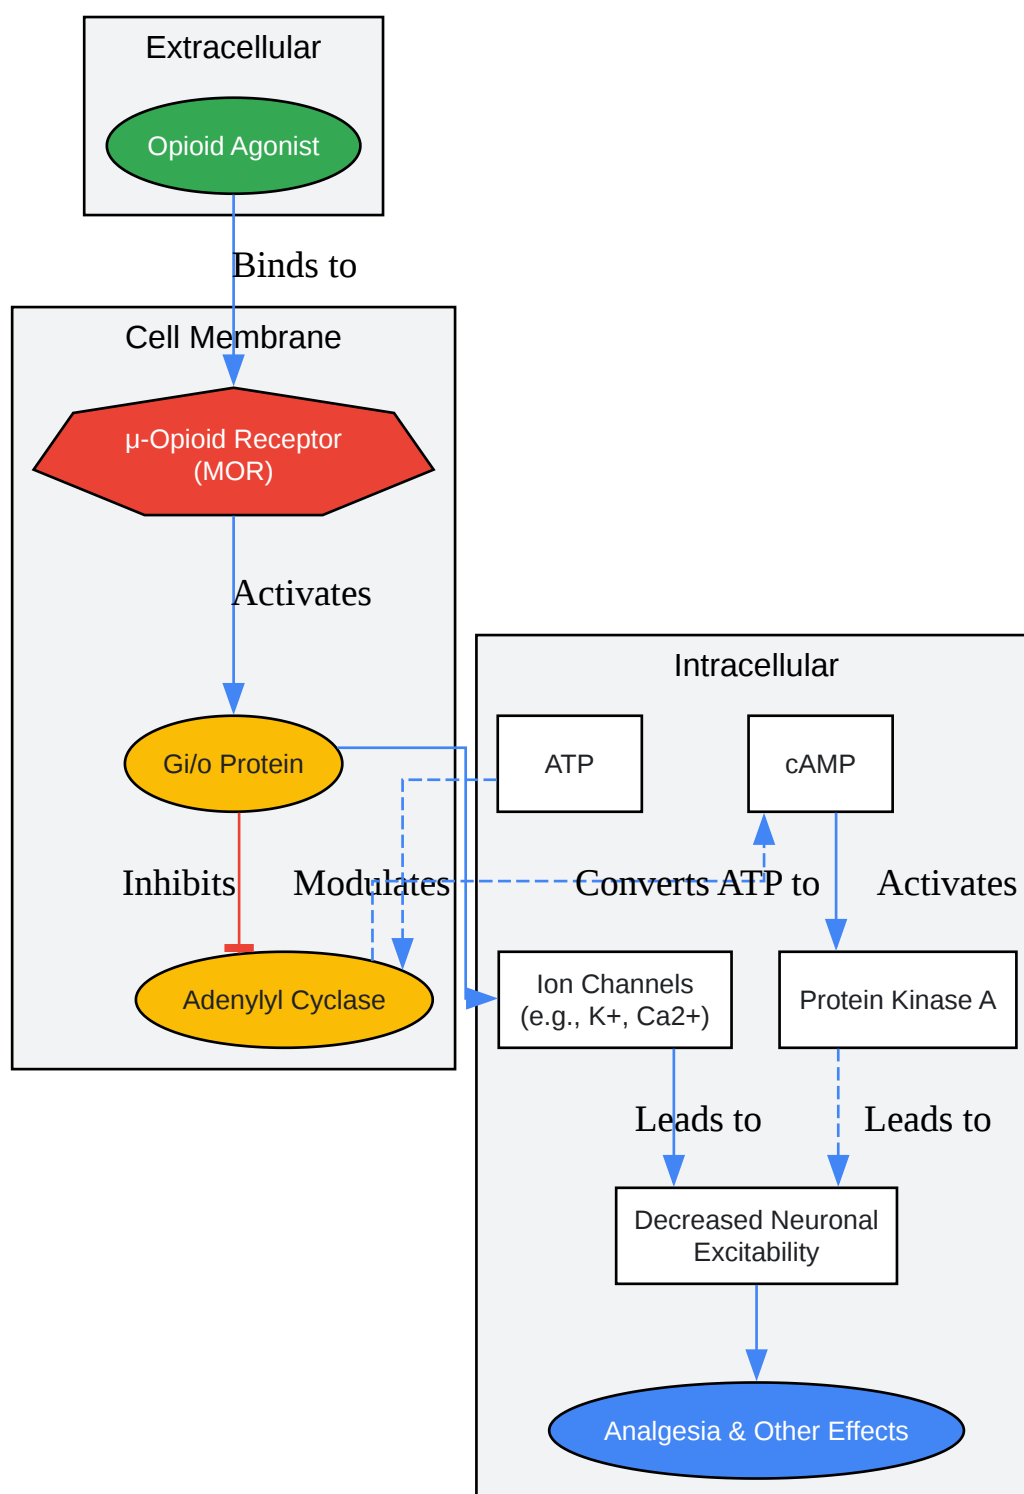 Extracellular
Opioid Agonist
Binds to
Cell Membrane
μ-Opioid Receptor
(MOR)
Activates
Intracellular
Gi/o Protein
ATP
cAMP
Inhibits
Modulates
Converts ATP to
Activates
Adenylyl Cyclase
Ion Channels
(e.g., K+, Ca2+)
Protein Kinase A
Leads to
Leads to
Decreased Neuronal
Excitability
Analgesia & Other Effects